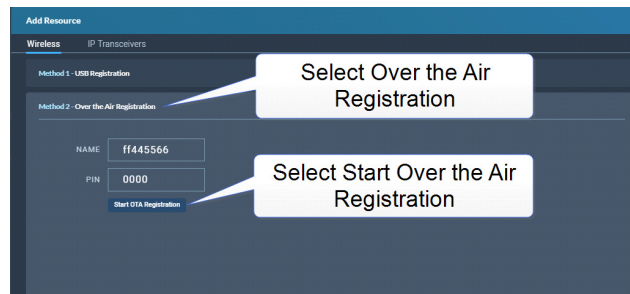 Add Resource
Wireless IP Transceivers
Method 1 - USB Registration
Select Over the Air
Registration
Method 2 - Over the Air Registration
NAME ff445566
PIN 0000
Select Start Over the Air
Registration
Start OTA Registration